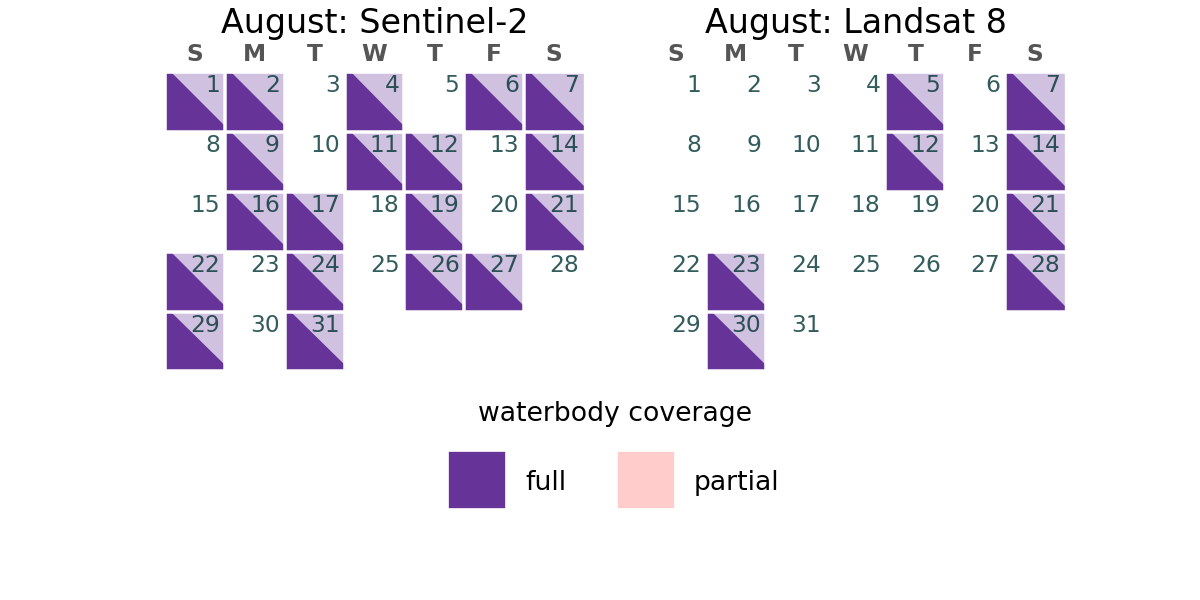 August: Sentinel-2
S M T W T F S
1 2 3 4 5 6 7
8 9 10 11 12 13 14
15 16 17 18 19 20 21
22 23 24 25 26 27 28
29 30 31
August: Landsat 8
S M T W T F S
1 2 3 4 5 6 7
8 9 10 11 12 13 14
15 16 17 18 19 20 21
22 23 24 25 26 27 28
29 30 31
waterbody coverage
full partial